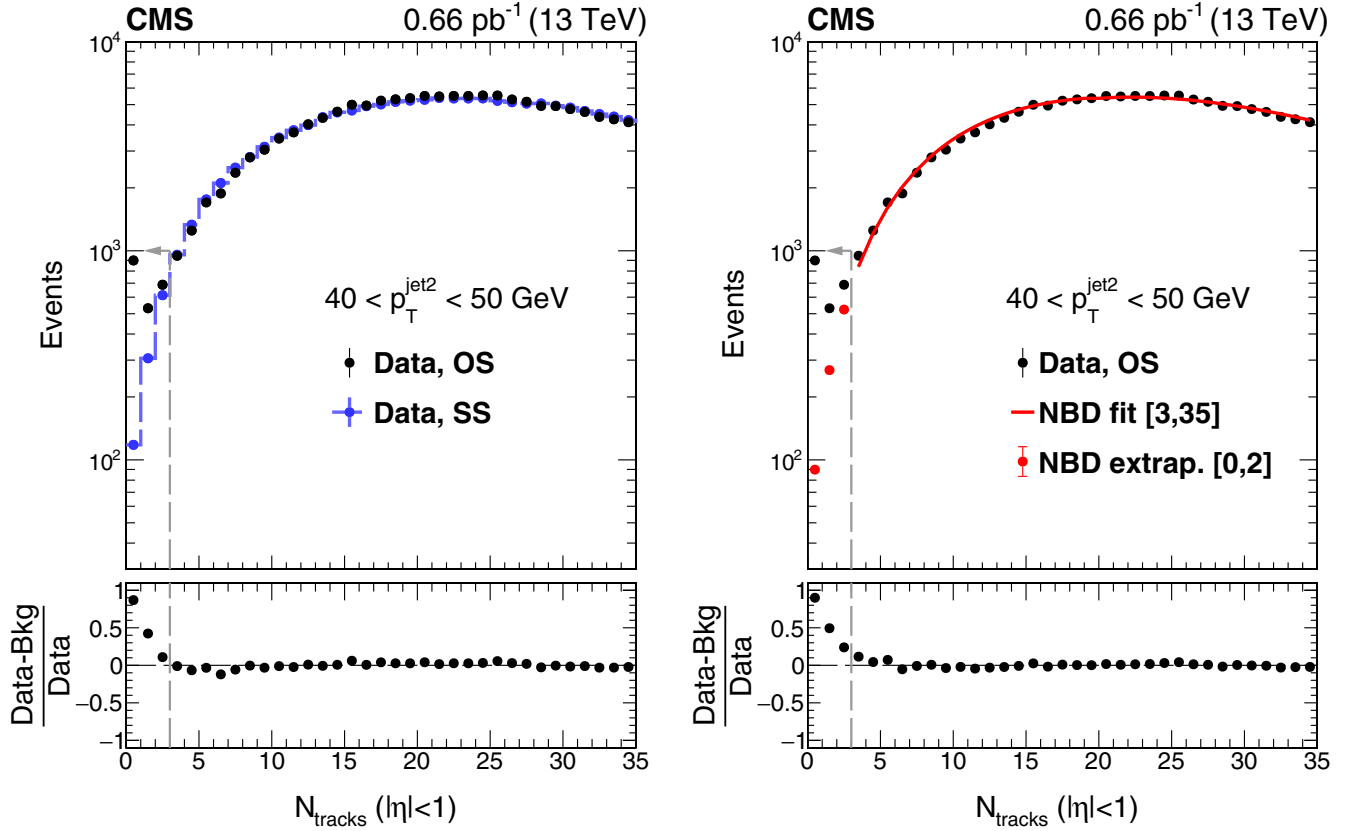 CMS 0.66 pb⁻¹ (13 TeV)
10⁴
10³
10²
Events
40 < p_T^jet2 < 50 GeV
Data, OS
Data, SS
1
0.5
0
−0.5
−1
Data-Bkg
Data
0 5 10 15 20 25 30 35
N_tracks (|η|<1)
CMS 0.66 pb⁻¹ (13 TeV)
10⁴
10³
10²
Events
40 < p_T^jet2 < 50 GeV
Data, OS
NBD fit [3,35]
NBD extrap. [0,2]
1
0.5
0
−0.5
−1
Data-Bkg
Data
0 5 10 15 20 25 30 35
N_tracks (|η|<1)